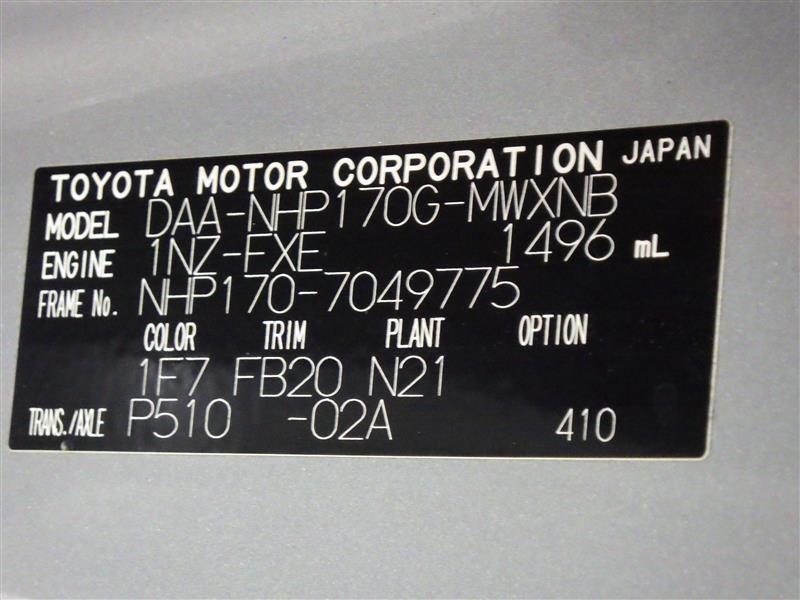 TOYOTA MOTOR CORPORATION JAPAN
MODEL DAA-NHP170G-MWXNB
ENGINE 1NZ-FXE 1496 mL
FRAME No. NHP170-7049775
COLOR TRIM PLANT OPTION
1F7 FB20 N21
TRANS./AXLE P510 -02A 410